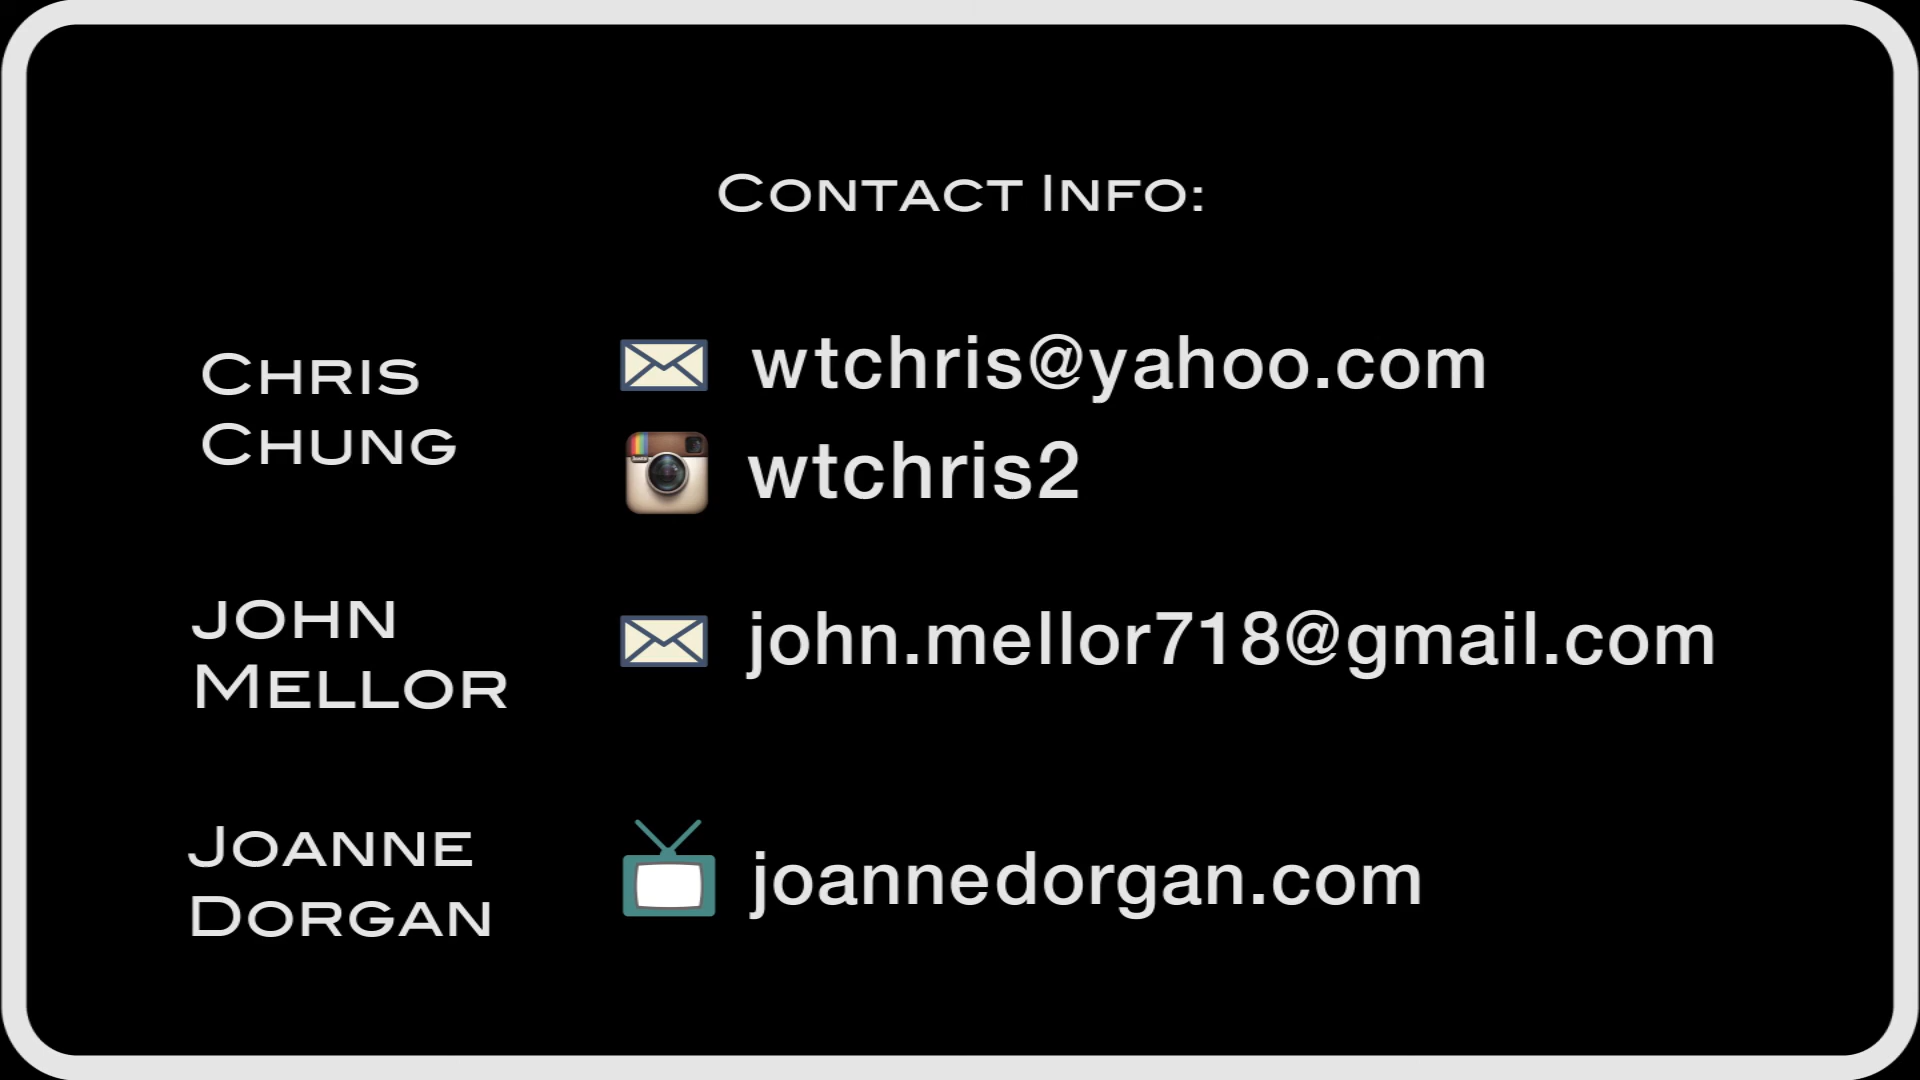 Contact Info:
Chris
Chung
wtchris@yahoo.com
wtchris2
John
Mellor
john.mellor718@gmail.com
Joanne
Dorgan
joannedorgan.com